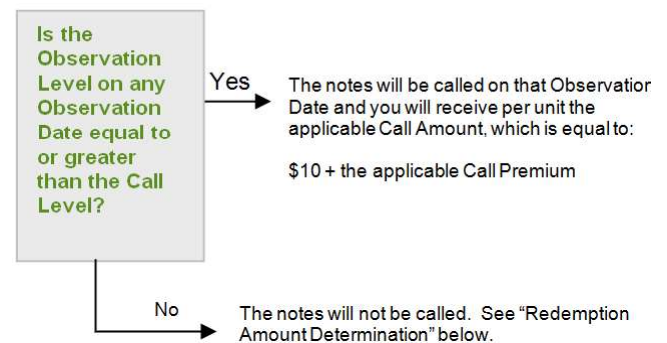 Is the
Observation
Level on any
Observation
Date equal to
or greater
than the Call
Level?
Yes
The notes will be called on that Observation
Date and you will receive per unit the
applicable Call Amount, which is equal to:
$10 + the applicable Call Premium
No
The notes will not be called. See “Redemption
Amount Determination” below.